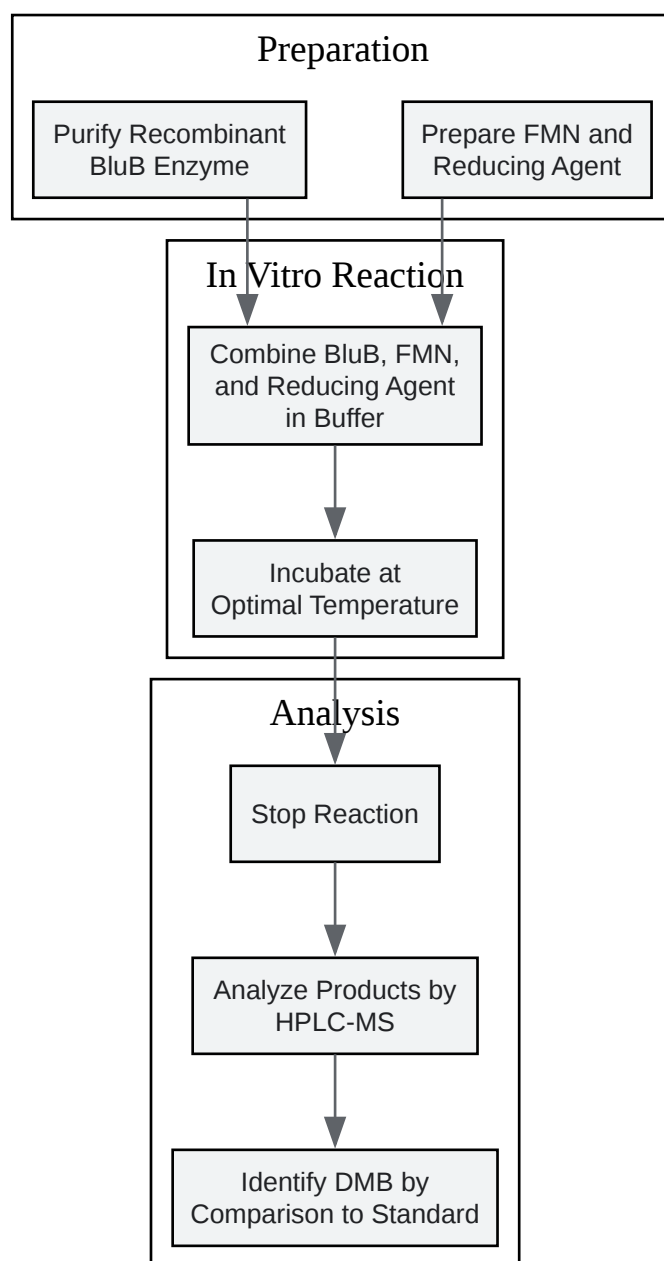 Preparation
Purify Recombinant
BluB Enzyme
Prepare FMN and
Reducing Agent
In Vitro Reaction
Combine BluB, FMN,
and Reducing Agent
in Buffer
Incubate at
Optimal Temperature
Analysis
Stop Reaction
Analyze Products by
HPLC-MS
Identify DMB by
Comparison to Standard